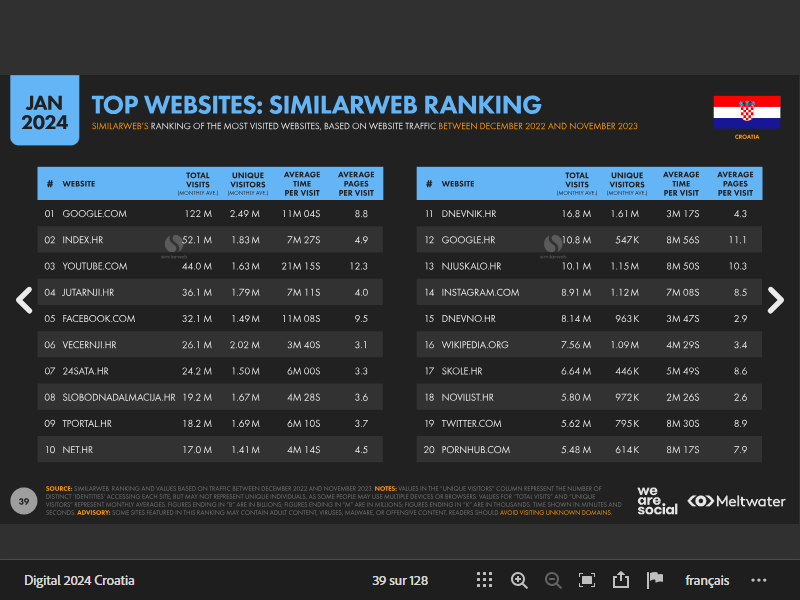 JAN
2024
TOP WEBSITES: SIMILARWEB RANKING
SIMILARWEB'S RANKING OF THE MOST VISITED WEBSITES, BASED ON WEBSITE TRAFFIC BETWEEN DECEMBER 2022 AND NOVEMBER 2023
CROATIA
# WEBSITE TOTAL VISITS (MONTHLY AVE.) UNIQUE VISITORS (MONTHLY AVE.) AVERAGE TIME PER VISIT AVERAGE PAGES PER VISIT
01 GOOGLE.COM 122 M 2.49 M 11M 04S 8.8
02 INDEX.HR 52.1 M 1.83 M 7M 27S 4.9
03 YOUTUBE.COM 44.0 M 1.63 M 21M 15S 12.3
04 JUTARNJI.HR 36.1 M 1.79 M 7M 11S 4.0
05 FACEBOOK.COM 32.1 M 1.49 M 11M 08S 9.5
06 VECERNJI.HR 26.1 M 2.02 M 3M 40S 3.1
07 24SATA.HR 24.2 M 1.50 M 6M 00S 3.3
08 SLOBODNADALMACIJA.HR 19.2 M 1.67 M 4M 28S 3.6
09 TPORTAL.HR 18.2 M 1.69 M 6M 10S 3.7
10 NET.HR 17.0 M 1.41 M 4M 14S 4.5
# WEBSITE TOTAL VISITS (MONTHLY AVE.) UNIQUE VISITORS (MONTHLY AVE.) AVERAGE TIME PER VISIT AVERAGE PAGES PER VISIT
11 DNEVNIK.HR 16.8 M 1.61 M 3M 17S 4.3
12 GOOGLE.HR 10.8 M 547 K 8M 56S 11.1
13 NJUSKALO.HR 10.1 M 1.15 M 8M 50S 10.3
14 INSTAGRAM.COM 8.91 M 1.12 M 7M 08S 8.5
15 DNEVNO.HR 8.14 M 963 K 3M 47S 2.9
16 WIKIPEDIA.ORG 7.56 M 1.09 M 4M 29S 3.4
17 SKOLE.HR 6.64 M 446 K 5M 49S 8.6
18 NOVILIST.HR 5.80 M 972 K 2M 26S 2.6
19 TWITTER.COM 5.62 M 795 K 8M 30S 8.9
20 PORNHUB.COM 5.48 M 614 K 8M 17S 7.9
39
SOURCE: SIMILARWEB. RANKING AND VALUES BASED ON TRAFFIC BETWEEN DECEMBER 2022 AND NOVEMBER 2023. NOTES: VALUES IN THE "UNIQUE VISITORS" COLUMN REPRESENT THE NUMBER OF
DISTINCT 'IDENTITIES' ACCESSING EACH SITE, BUT MAY NOT REPRESENT UNIQUE INDIVIDUALS, AS SOME PEOPLE MAY USE MULTIPLE DEVICES OR BROWSERS. VALUES FOR "TOTAL VISITS" AND "UNIQUE
VISITORS" REPRESENT MONTHLY AVERAGES. FIGURES ENDING IN "B" ARE IN BILLIONS; FIGURES ENDING IN "M" ARE IN MILLIONS; FIGURES ENDING IN "K" ARE IN THOUSANDS. TIME SHOWN IN MINUTES AND
SECONDS. ADVISORY: SOME SITES FEATURED IN THIS RANKING MAY CONTAIN ADULT CONTENT, VIRUSES, MALWARE, OR OFFENSIVE CONTENT. READERS SHOULD AVOID VISITING UNKNOWN DOMAINS.
we
are.
social
Meltwater
Digital 2024 Croatia
39 sur 128
français